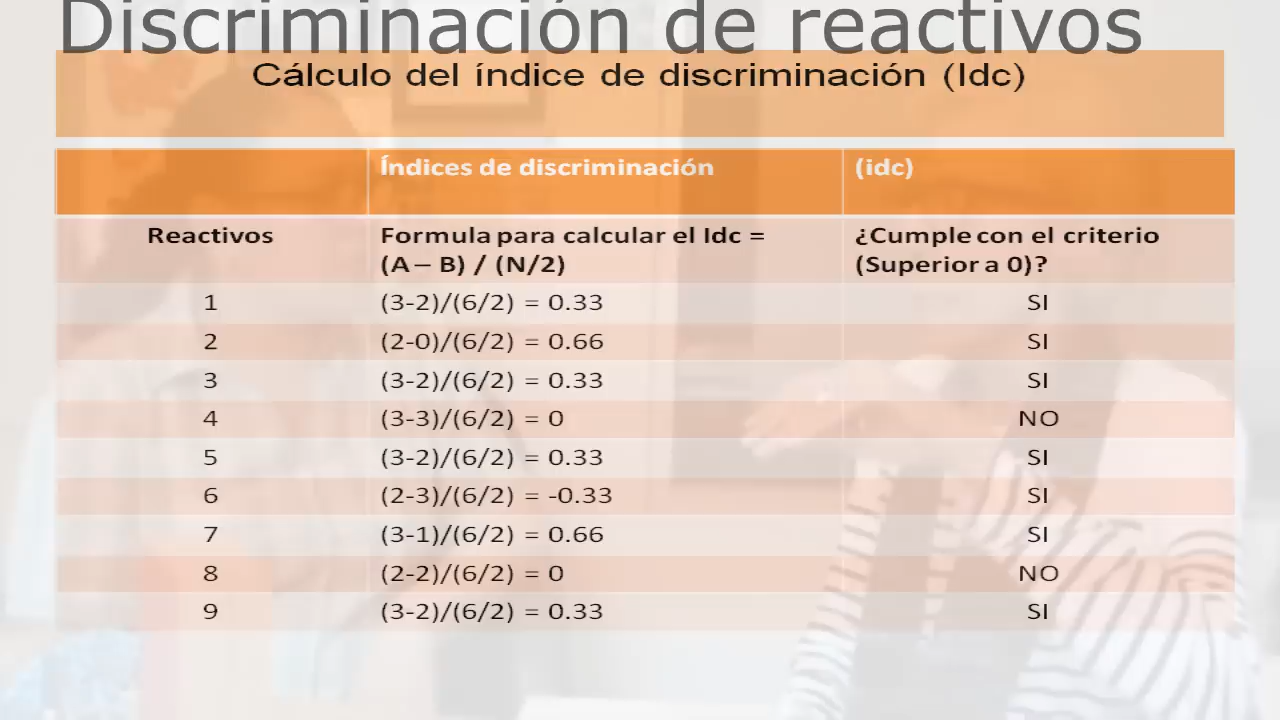 Discriminación de reactivos
Cálculo del índice de discriminación (Idc)
Índices de discriminación (idc)
Reactivos Formula para calcular el Idc = (A – B) / (N/2) ¿Cumple con el criterio (Superior a 0)?
1 (3-2)/(6/2) = 0.33 SI
2 (2-0)/(6/2) = 0.66 SI
3 (3-2)/(6/2) = 0.33 SI
4 (3-3)/(6/2) = 0 NO
5 (3-2)/(6/2) = 0.33 SI
6 (2-3)/(6/2) = -0.33 SI
7 (3-1)/(6/2) = 0.66 SI
8 (2-2)/(6/2) = 0 NO
9 (3-2)/(6/2) = 0.33 SI